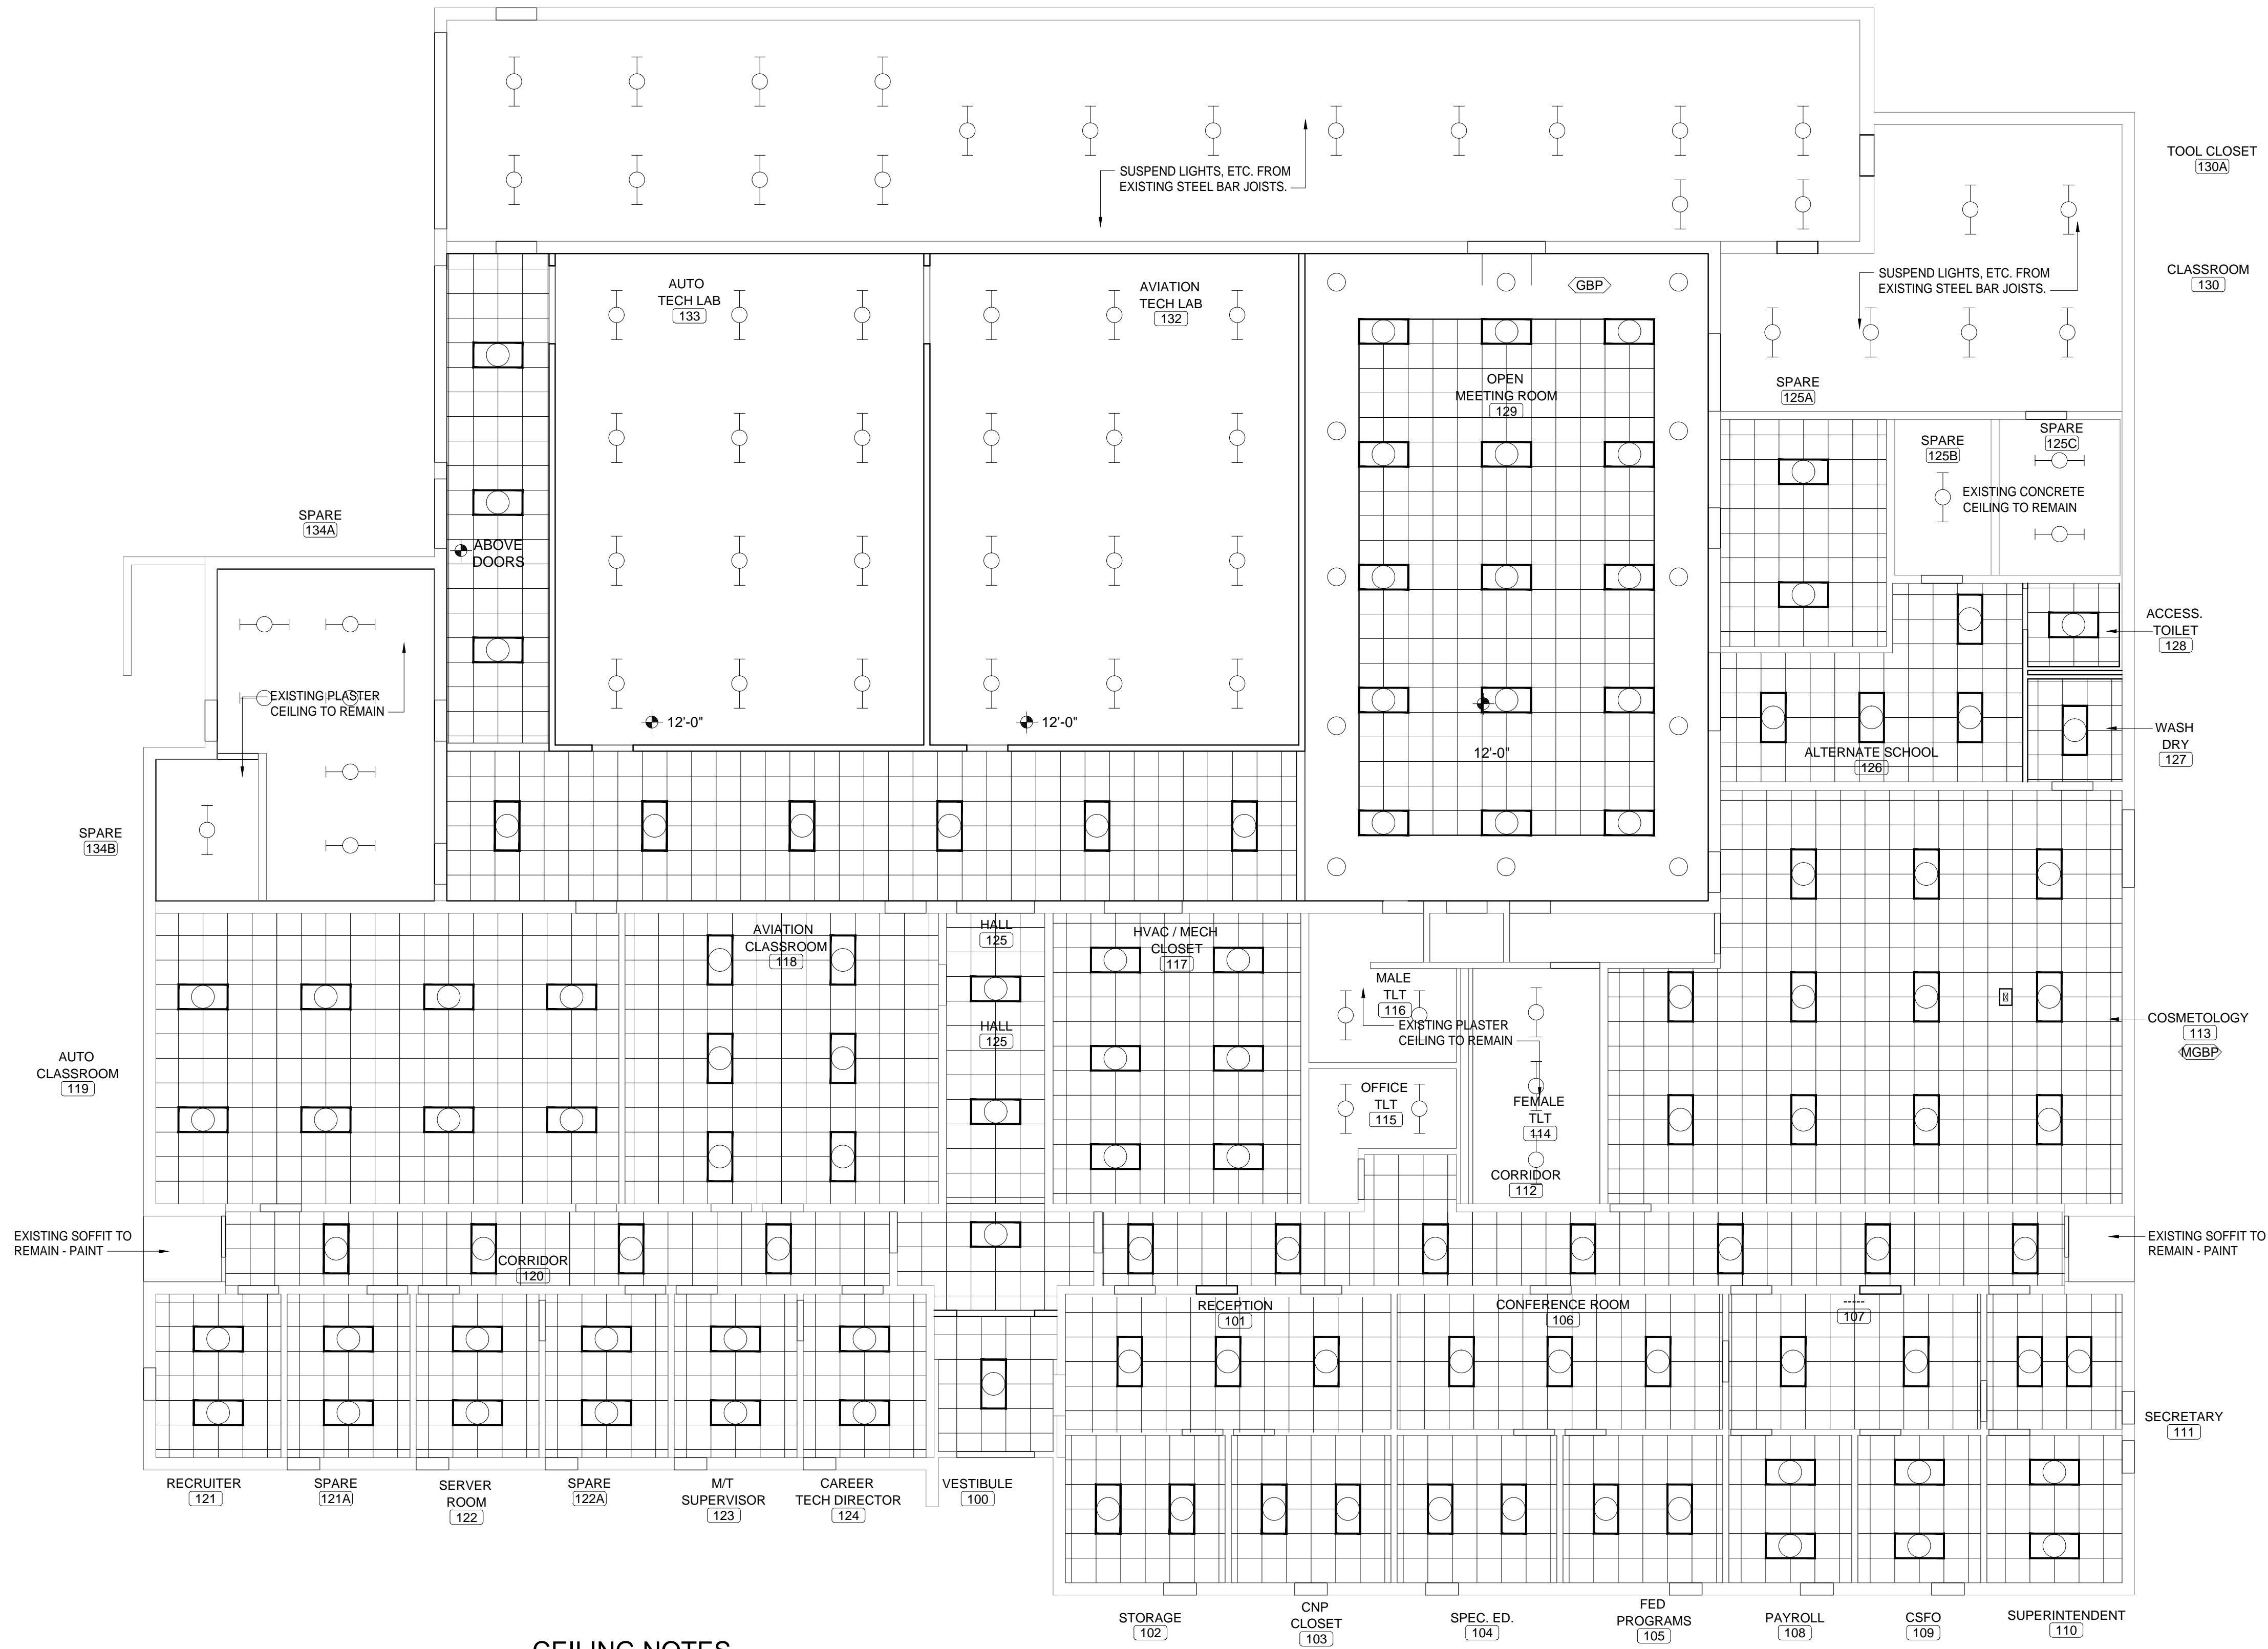 TOOL CLOSET
130A
SUSPEND LIGHTS, ETC. FROM
EXISTING STEEL BAR JOISTS.
CLASSROOM
130
SUSPEND LIGHTS, ETC. FROM
EXISTING STEEL BAR JOISTS.
AUTO
TECH LAB
133
AVIATION
TECH LAB
132
GBP
OPEN
MEETING ROOM
129
SPARE
125A
SPARE
125B
SPARE
125C
EXISTING CONCRETE
CEILING TO REMAIN
SPARE
134A
ABOVE
DOORS
ACCESS.
TOILET
128
EXISTING PLASTER
CEILING TO REMAIN
12'-0"
12'-0"
12'-0"
WASH
DRY
127
ALTERNATE SCHOOL
126
SPARE
134B
AVIATION
CLASSROOM
118
HALL
125
HVAC / MECH
CLOSET
117
MALE
TLT
116
HALL
125
EXISTING PLASTER
CEILING TO REMAIN
COSMETOLOGY
113
MGBP
AUTO
CLASSROOM
119
OFFICE
TLT
115
FEMALE
TLT
114
CORRIDOR
112
EXISTING SOFFIT TO
REMAIN - PAINT
CORRIDOR
120
EXISTING SOFFIT TO
REMAIN - PAINT
RECEPTION
101
CONFERENCE ROOM
106
-----
107
SECRETARY
111
RECRUITER
121
SPARE
121A
SERVER
ROOM
122
SPARE
122A
M/T
SUPERVISOR
123
CAREER
TECH DIRECTOR
124
VESTIBULE
100
STORAGE
102
CNP
CLOSET
103
SPEC. ED.
104
FED
PROGRAMS
105
PAYROLL
108
CSFO
109
SUPERINTENDENT
110
CEILING NOTES